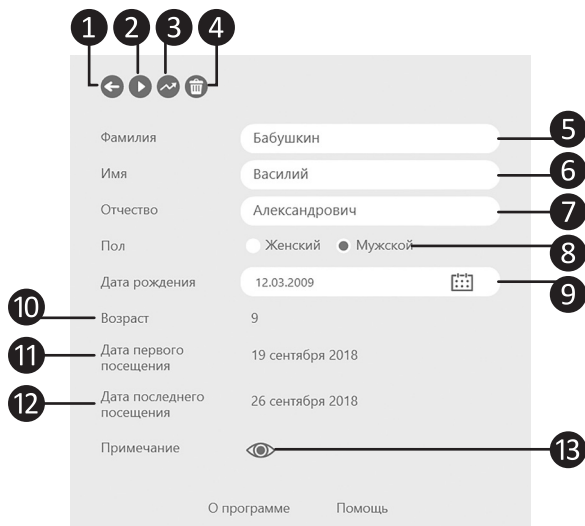 1 2 3 4
Фамилия Бабушкин 5
Имя Василий 6
Отчество Александрович 7
Пол Женский Мужской 8
Дата рождения 12.03.2009 9
10 Возраст 9
11 Дата первого
посещения 19 сентября 2018
12 Дата последнего
посещения 26 сентября 2018
Примечание 13
О программе Помощь